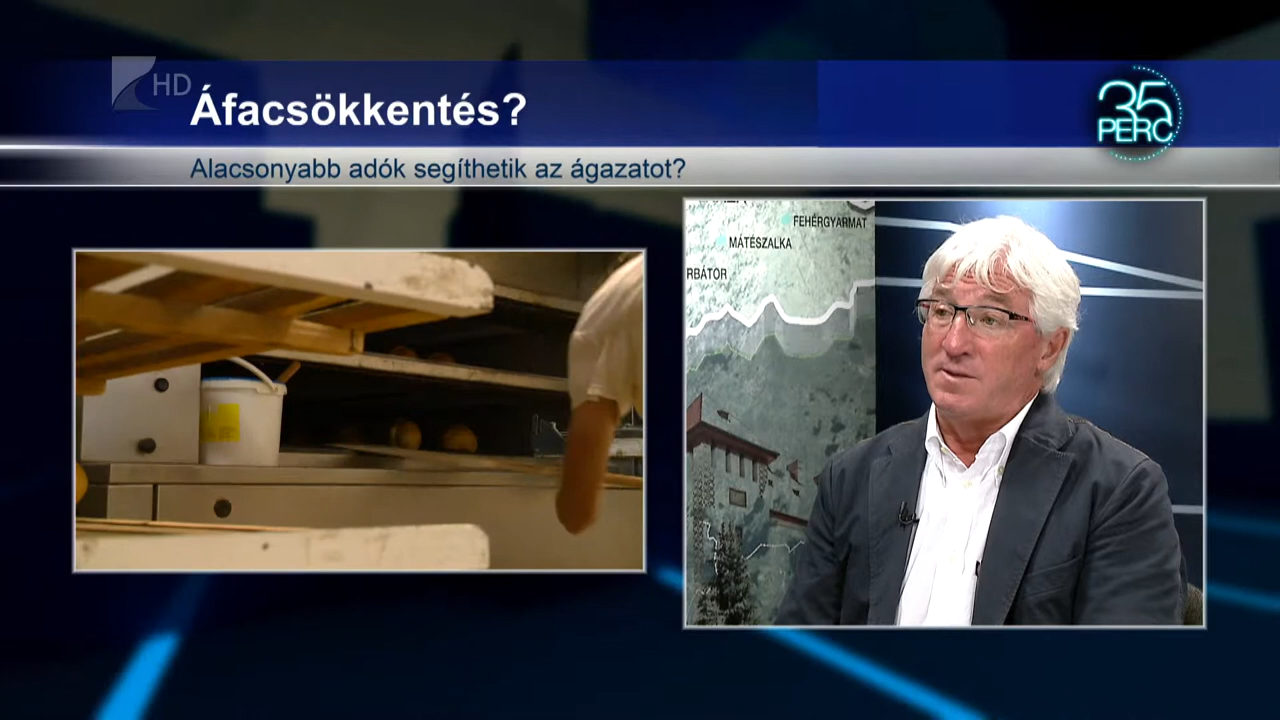 HD
Áfacsökkentés?
35
PERC
Alacsonyabb adók segíthetik az ágazatot?
FEHÉRGYARMAT
MÁTÉSZALKA
RBÁTOR